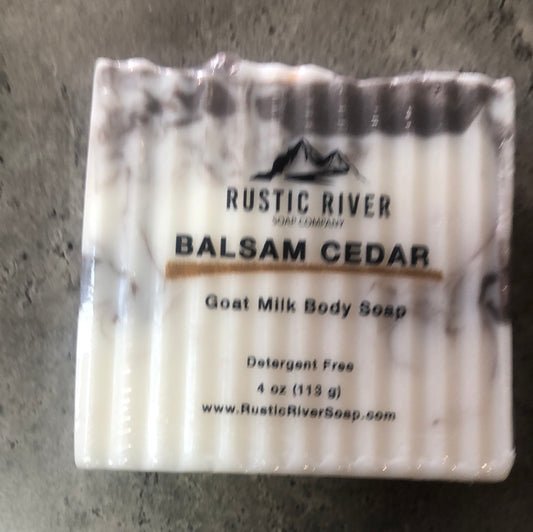 RUSTIC RIVER
SOAP COMPANY
BALSAM CEDAR
Goat Milk Body Soap
Detergent Free
4 oz (113 g)
www.RusticRiverSoap.com